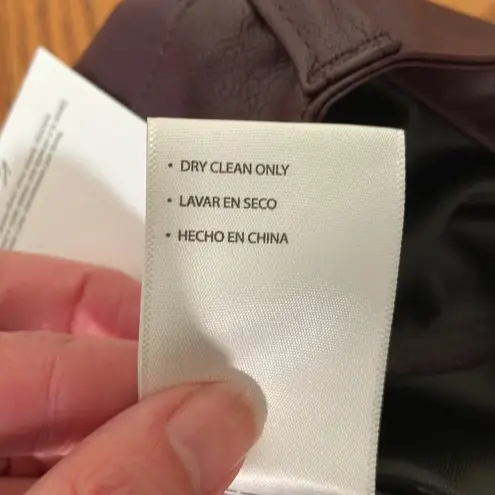 • DRY CLEAN ONLY
• LAVAR EN SECO
• HECHO EN CHINA